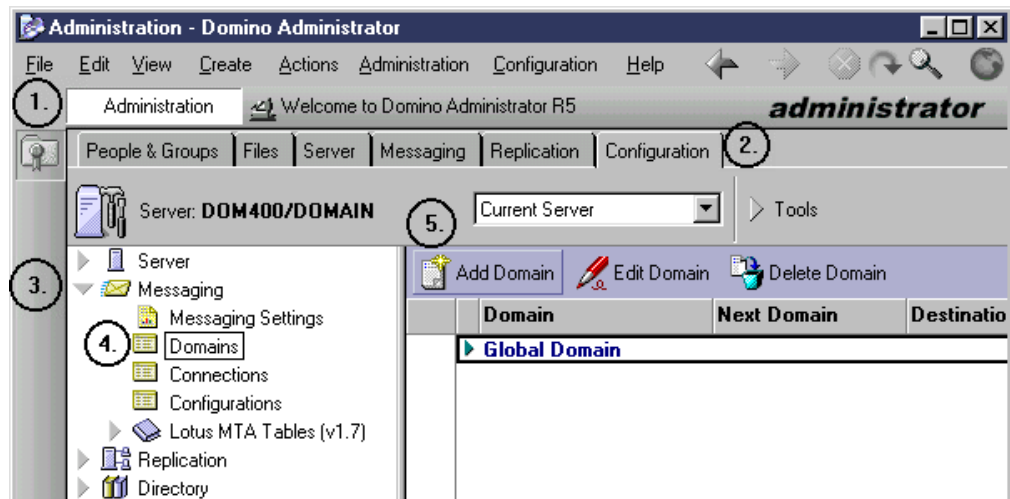 Administration - Domino Administrator
File Edit View Create Actions Administration Configuration Help
1. Administration Welcome to Domino Administrator R5 administrator
People & Groups Files Server Messaging Replication Configuration 2.
Server: DOM400/DOMAIN 5. Current Server Tools
3.
Server
Messaging
Messaging Settings
4. Domains
Connections
Configurations
Lotus MTA Tables (v1.7)
Replication
Directory
Add Domain Edit Domain Delete Domain
Domain Next Domain Destinatio
Global Domain